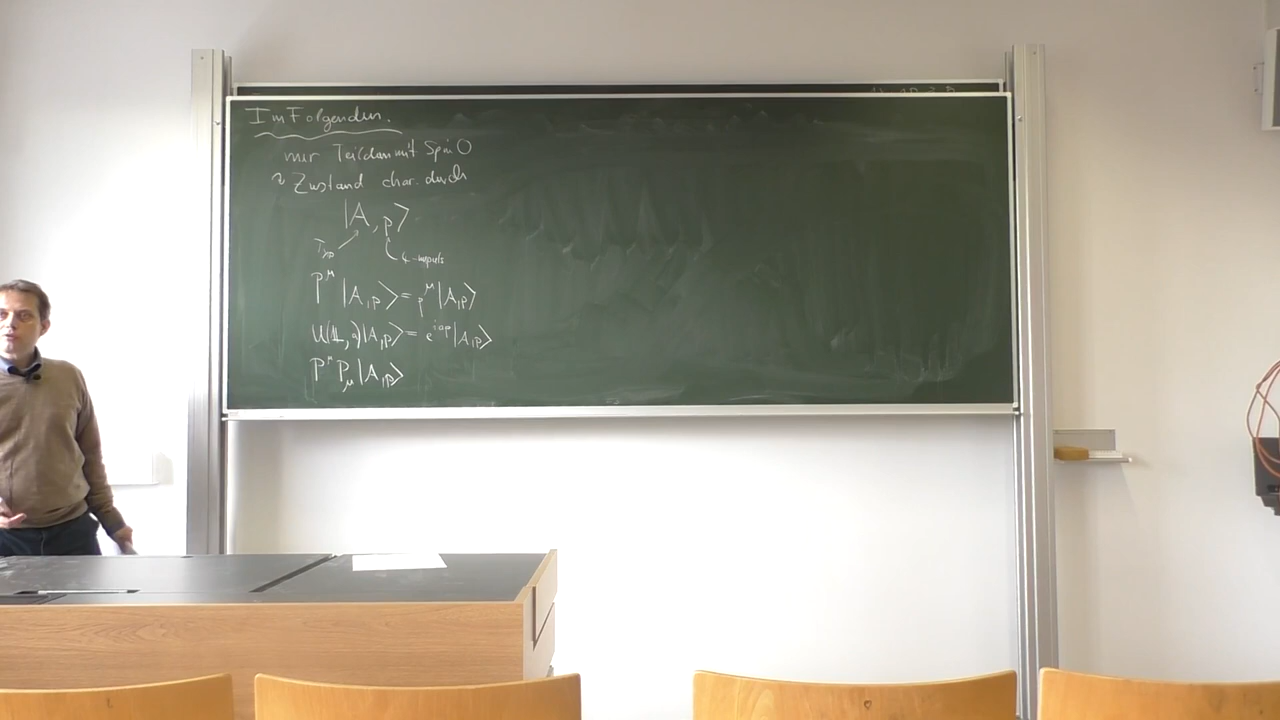 Im Folgenden.
nur Teilchen mit Spin 0
↷ Zustand char. durch
|A, p⟩
Typ 4-impuls
P^μ |A, p⟩ = p^μ |A, p⟩
U(𝟙, a) |A, p⟩ = e^{iap} |A, p⟩
P^μ P_μ |A, p⟩